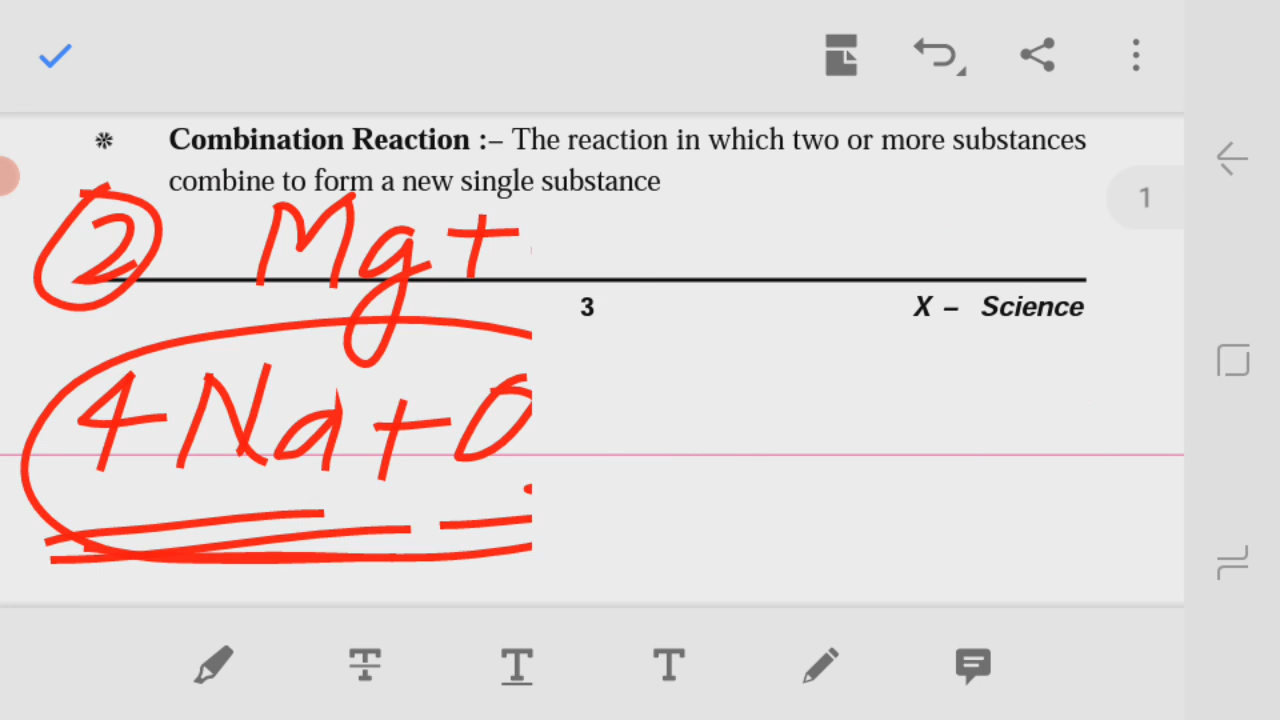 ❋ Combination Reaction :– The reaction in which two or more substances
combine to form a new single substance
1
② Mg +
3
X – Science
4Na + O